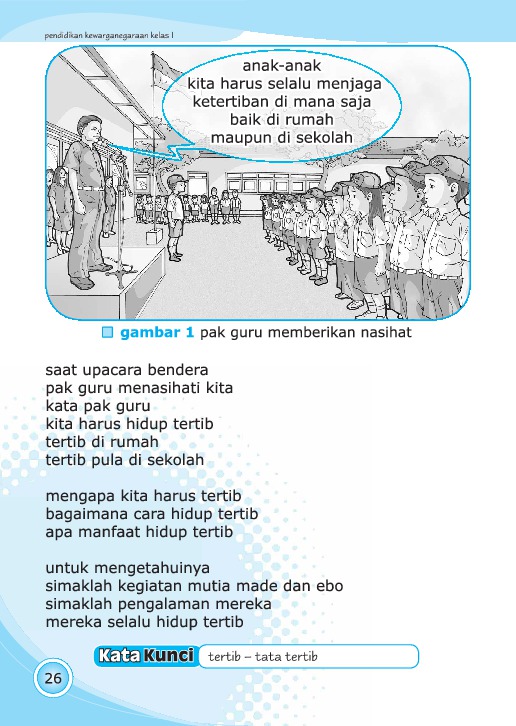 pendidikan kewarganegaraan kelas I
anak-anak
kita harus selalu menjaga
ketertiban di mana saja
baik di rumah
maupun di sekolah
gambar 1 pak guru memberikan nasihat
saat upacara bendera
pak guru menasihati kita
kata pak guru
kita harus hidup tertib
tertib di rumah
tertib pula di sekolah
mengapa kita harus tertib
bagaimana cara hidup tertib
apa manfaat hidup tertib
untuk mengetahuinya
simaklah kegiatan mutia made dan ebo
simaklah pengalaman mereka
mereka selalu hidup tertib
Kata Kunci tertib – tata tertib
26